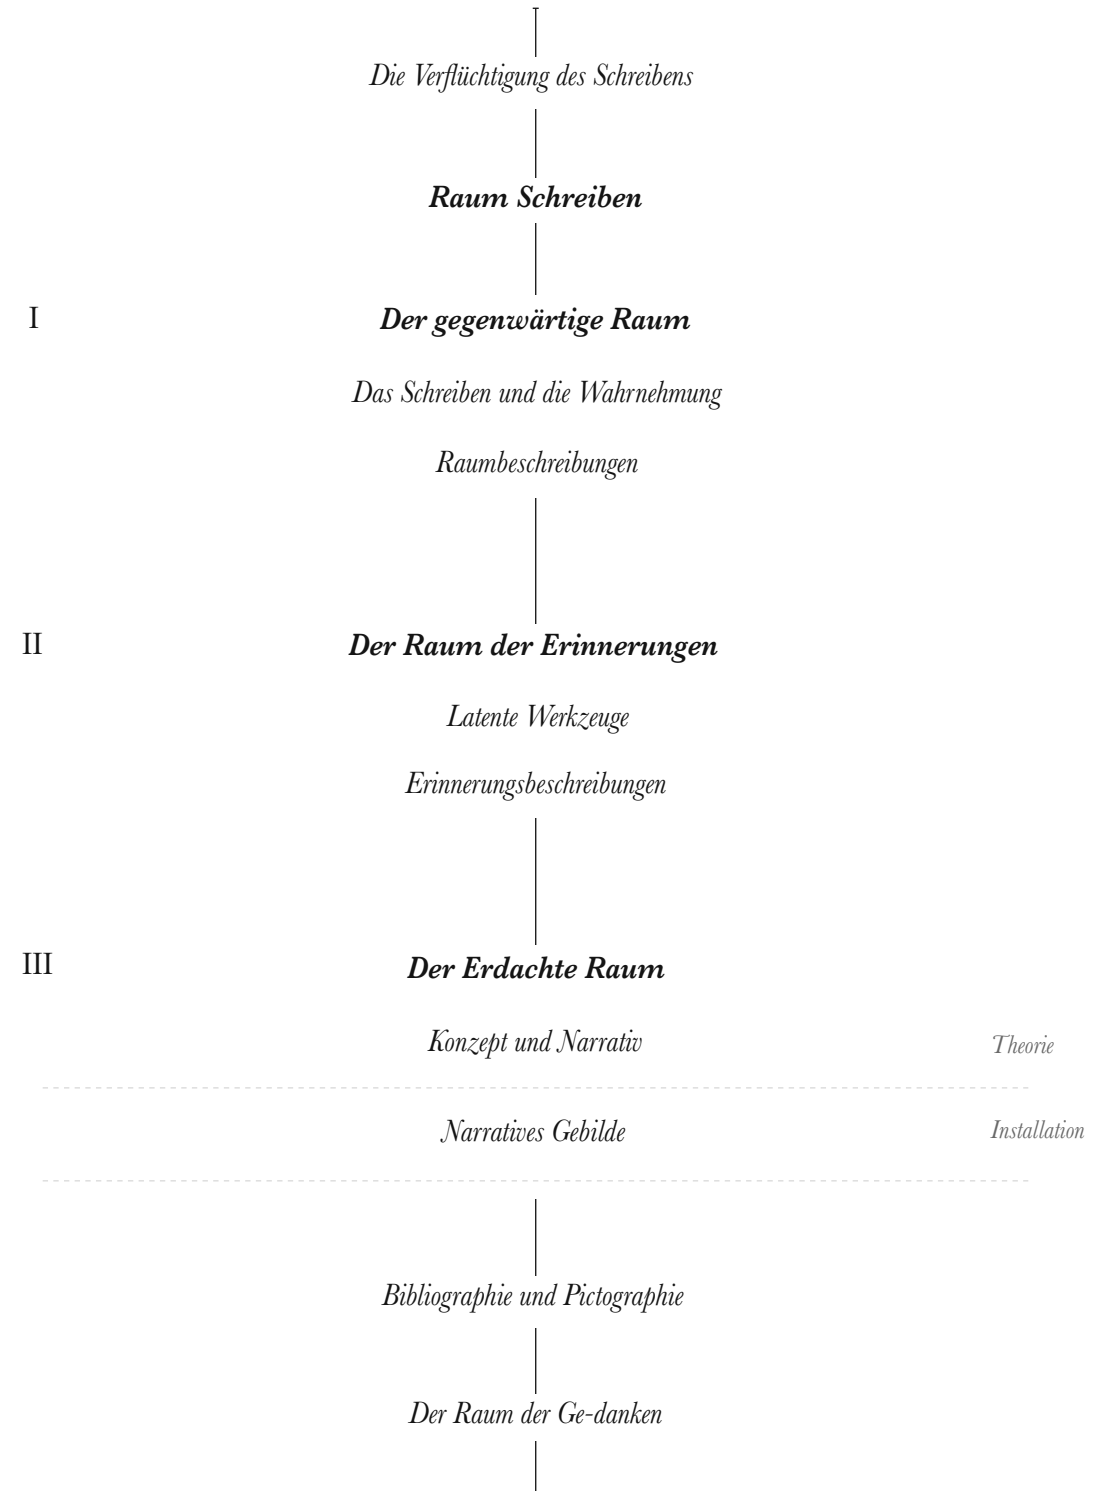 Die Verflüchtigung des Schreibens
Raum Schreiben
I
Der gegenwärtige Raum
Das Schreiben und die Wahrnehmung
Raumbeschreibungen
II
Der Raum der Erinnerungen
Latente Werkzeuge
Erinnerungsbeschreibungen
III
Der Erdachte Raum
Konzept und Narrativ
Theorie
Narratives Gebilde
Installation
Bibliographie und Pictographie
Der Raum der Ge-danken